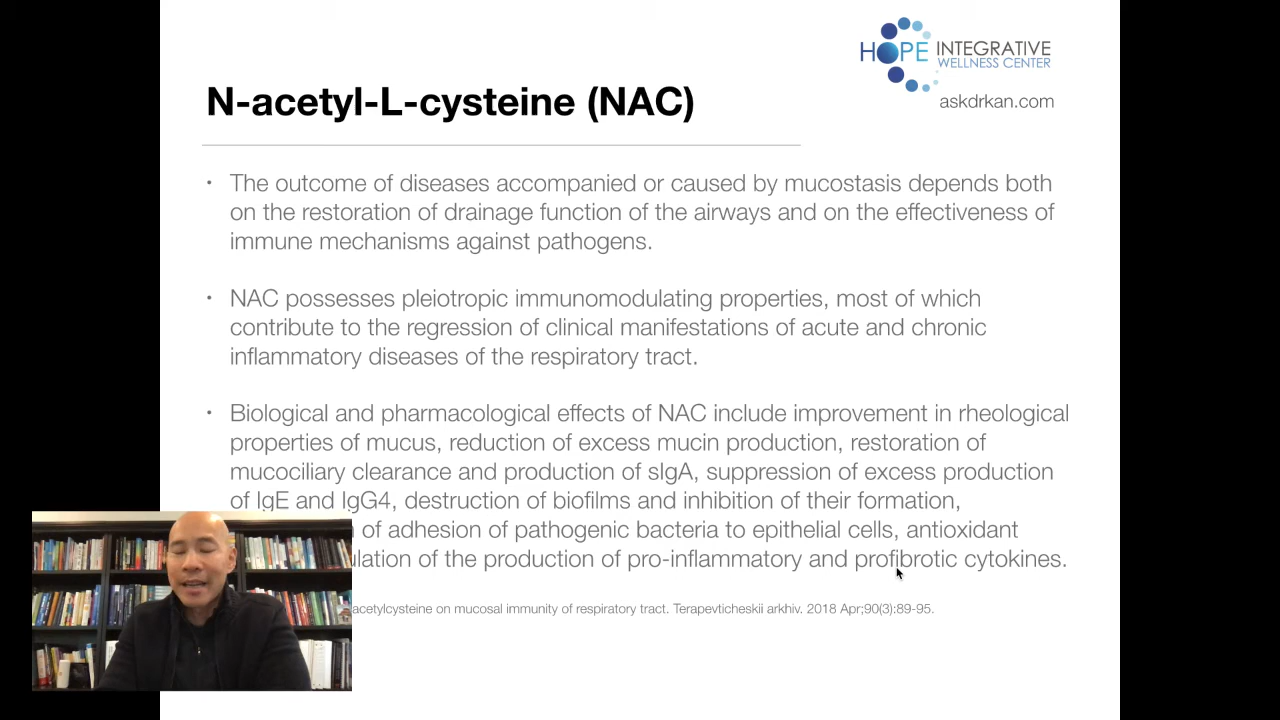 HOPE INTEGRATIVE
WELLNESS CENTER
askdrkan.com
N-acetyl-L-cysteine (NAC)
• The outcome of diseases accompanied or caused by mucostasis depends both
on the restoration of drainage function of the airways and on the effectiveness of
immune mechanisms against pathogens.
• NAC possesses pleiotropic immunomodulating properties, most of which
contribute to the regression of clinical manifestations of acute and chronic
inflammatory diseases of the respiratory tract.
• Biological and pharmacological effects of NAC include improvement in rheological
properties of mucus, reduction of excess mucin production, restoration of
mucociliary clearance and production of sIgA, suppression of excess production
of IgE and IgG4, destruction of biofilms and inhibition of their formation,
of adhesion of pathogenic bacteria to epithelial cells, antioxidant
of the production of pro-inflammatory and profibrotic cytokines.
acetylcysteine on mucosal immunity of respiratory tract. Terapevticheskii arkhiv. 2018 Apr;90(3):89-95.